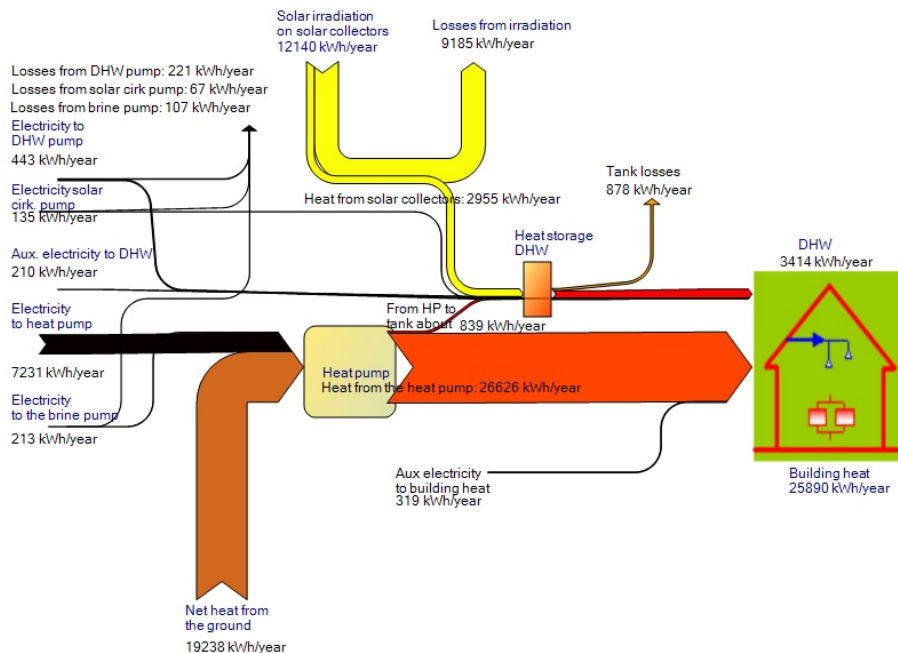 Solar irradiation
on solar collectors
12140 kWh/year
Losses from irradiation
9185 kWh/year
Losses from DHW pump: 221 kWh/year
Losses from solar cirk pump: 67 kWh/year
Losses from brine pump: 107 kWh/year
Electricity to
DHW pump
443 kWh/year
Tank losses
878 kWh/year
Electricity solar
cirk. pump
135 kWh/year
Heat from solar collectors: 2955 kWh/year
Heat storage
DHW
Aux. electricity to DHW
210 kWh/year
DHW
3414 kWh/year
Electricity
to heat pump
7231 kWh/year
From HP to
tank about
839 kWh/year
Heat pump
Heat from the heat pump: 26626 kWh/year
Electricity
to the brine pump
213 kWh/year
Aux electricity
to building heat
319 kWh/year
Building heat
25890 kWh/year
Net heat from
the ground
19238 kWh/year